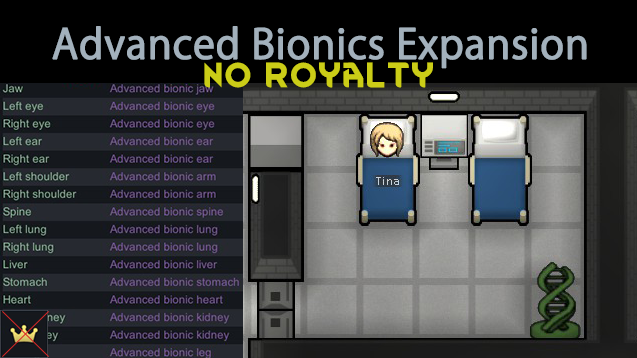 Advanced Bionics Expansion
NO ROYALTY
Jaw Advanced bionic jaw
Left eye Advanced bionic eye
Right eye Advanced bionic eye
Left ear Advanced bionic ear
Right ear Advanced bionic ear
Left shoulder Advanced bionic arm
Right shoulder Advanced bionic arm
Spine Advanced bionic spine
Left lung Advanced bionic lung
Right lung Advanced bionic lung
Liver Advanced bionic liver
Stomach Advanced bionic stomach
Heart Advanced bionic heart
ney Advanced bionic kidney
ey Advanced bionic kidney
Advanced bionic leg
Tina